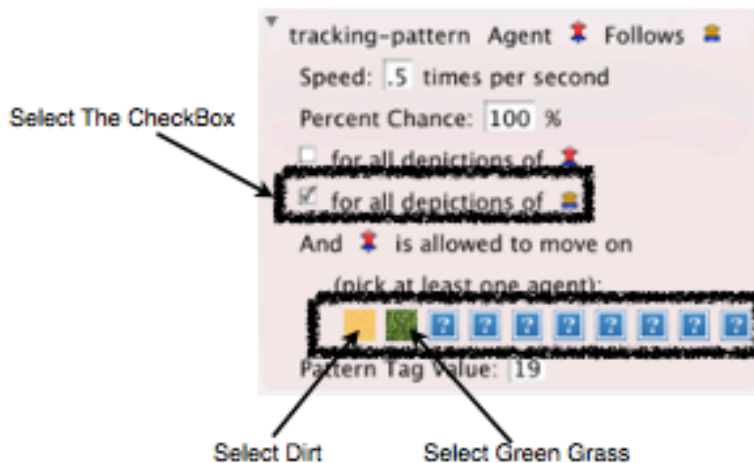 tracking-pattern Agent Follows
Speed: .5 times per second
Select The CheckBox
Percent Chance: 100 %
for all depictions of
for all depictions of
And is allowed to move on
(pick at least one agent):
? ? ? ? ? ? ? ?
Pattern Tag Value: 19
Select Dirt
Select Green Grass